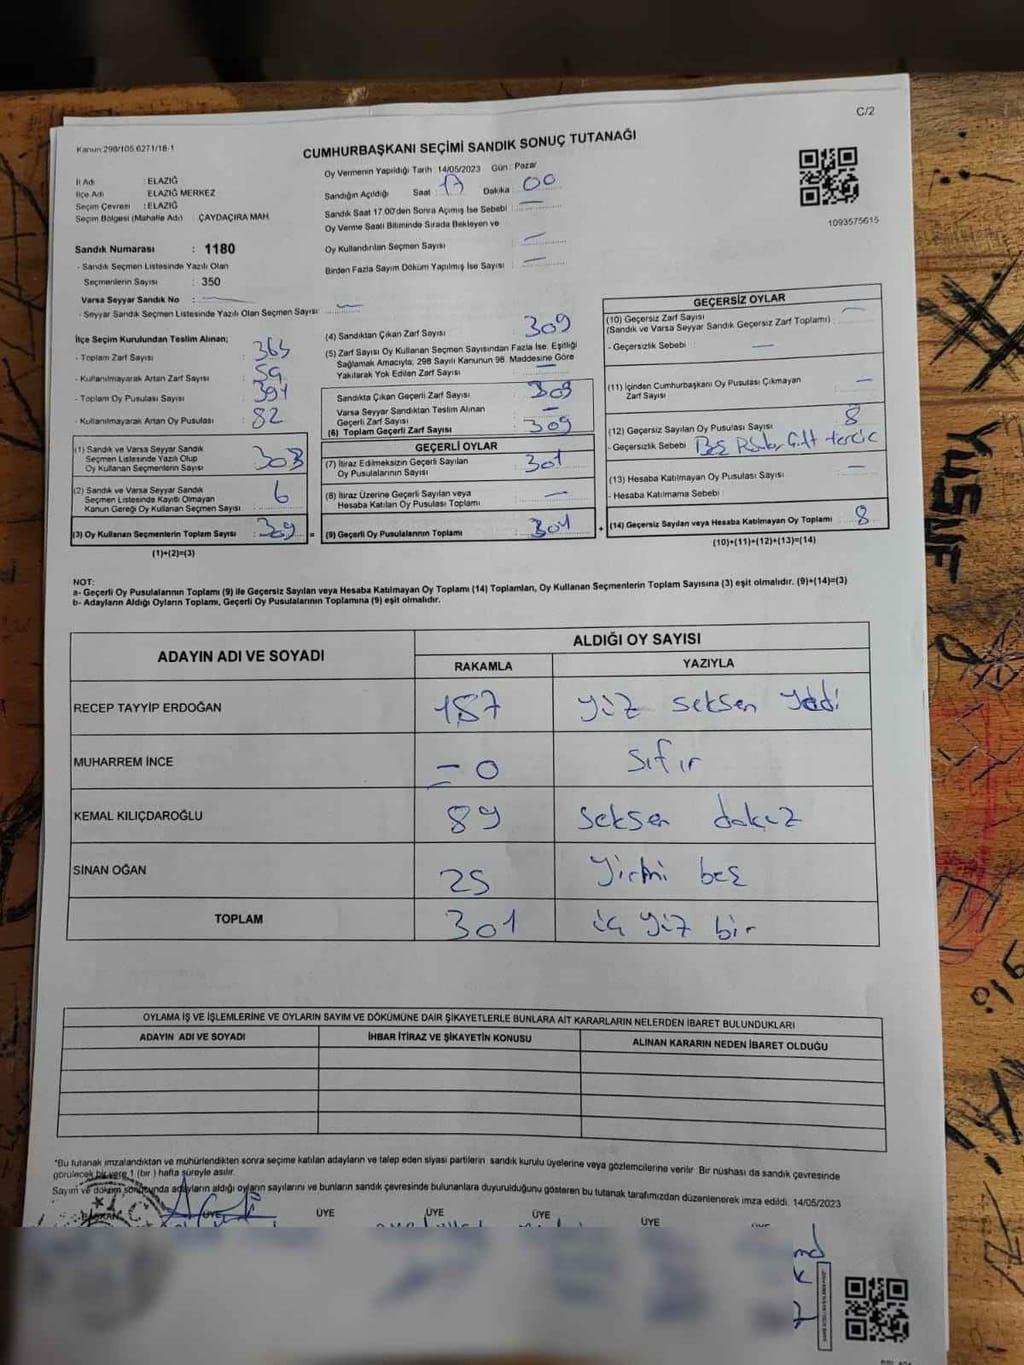 C/2
Kanun:298/105.6271/18-1
CUMHURBAŞKANI SEÇİMİ SANDIK SONUÇ TUTANAĞI
İl Adı : ELAZIĞ
İlçe Adı : ELAZIĞ MERKEZ
Seçim Çevresi : ELAZIĞ
Seçim Bölgesi (Mahalle Adı) : ÇAYDAÇIRA MAH.
Oy Vermenin Yapıldığı Tarih :14/05/2023 Gün : Pazar
Sandığın Açıldığı Saat : 17 Dakika : 00
Sandık Saat 17.00'den Sonra Açımış İse Sebebi : —
Oy Verme Saati Bitiminde Sırada Bekleyen ve
Oy Kullandırılan Seçmen Sayısı : —
Birden Fazla Sayım Döküm Yapılmış İse Sayısı : —
1093575615
Sandık Numarası : 1180
- Sandık Seçmen Listesinde Yazılı Olan
Seçmenlerin Sayısı : 350
Varsa Seyyar Sandık No : —
- Seyyar Sandık Seçmen Listesinde Yazılı Olan Seçmen Sayısı: —
İlçe Seçim Kurulundan Teslim Alınan;
- Toplam Zarf Sayısı :
- Kullanılmayarak Artan Zarf Sayısı : 59
- Toplam Oy Pusulası Sayısı : 391
- Kullanılmayarak Artan Oy Pusulası : 82
(1) Sandık ve Varsa Seyyar Sandık
Seçmen Listesinde Yazılı Olup
Oy Kullanan Seçmenlerin Sayısı : 303
(2) Sandık ve Varsa Seyyar Sandık
Seçmen Listesinde Kayıtlı Olmayan
Kanun Gereği Oy Kullanan Seçmen Sayısı : 6
(3) Oy Kullanan Seçmenlerin Toplam Sayısı : 309 =
(1)+(2)=(3)
(4) Sandıktan Çıkan Zarf Sayısı : 309
(5) Zarf Sayısı Oy Kullanan Seçmen Sayısından Fazla İse, Eşitliği
Sağlamak Amacıyla; 298 Sayılı Kanunun 98. Maddesine Göre
Yakılarak Yok Edilen Zarf Sayısı : —
Sandıkta Çıkan Geçerli Zarf Sayısı : 309
Varsa Seyyar Sandıktan Teslim Alınan
Geçerli Zarf Sayısı : —
(6) Toplam Geçerli Zarf Sayısı : 309
GEÇERLİ OYLAR
(7) İtiraz Edilmeksizin Geçerli Sayılan
Oy Pusulalarının Sayısı : 301
(8) İtiraz Üzerine Geçerli Sayılan veya
Hesaba Katılan Oy Pusulası Toplamı : —
(9) Geçerli Oy Pusulalarının Toplamı : 301 +
GEÇERSİZ OYLAR
(10) Geçersiz Zarf Sayısı
(Sandık ve Varsa Seyyar Sandık Geçersiz Zarf Toplamı) : —
- Geçersizlik Sebebi : —
(11) İçinden Cumhurbaşkanı Oy Pusulası Çıkmayan
Zarf Sayısı : —
(12) Geçersiz Sayılan Oy Pusulası Sayısı : 8
- Geçersizlik Sebebi : Boş Çift tercic
(13) Hesaba Katılmayan Oy Pusulası Sayısı : —
- Hesaba Katılmama Sebebi :
(14) Geçersiz Sayılan veya Hesaba Katılmayan Oy Toplamı : 8
(10)+(11)+(12)+(13)=(14)
NOT:
a- Geçerli Oy Pusulalarının Toplamı (9) ile Geçersiz Sayılan veya Hesaba Katılmayan Oy Toplamı (14) Toplamları, Oy Kullanan Seçmenlerin Toplam Sayısına (3) eşit olmalıdır. (9)+(14)=(3)
b- Adayların Aldığı Oyların Toplamı, Geçerli Oy Pusulalarının Toplamına (9) eşit olmalıdır.
ADAYIN ADI VE SOYADI
ALDIĞI OY SAYISI
RAKAMLA YAZIYLA
RECEP TAYYİP ERDOĞAN 187 yüz seksen yedi
MUHARREM İNCE 0 sıfır
KEMAL KILIÇDAROĞLU 89 seksen dokuz
SİNAN OĞAN 25 yirmi beş
TOPLAM 301 üç yüz bir
OYLAMA İŞ VE İŞLEMLERİNE VE OYLARIN SAYIM VE DÖKÜMÜNE DAİR ŞİKAYETLERLE BUNLARA AİT KARARLARIN NELERDEN İBARET BULUNDUKLARI
ADAYIN ADI VE SOYADI İHBAR İTİRAZ VE ŞİKAYETİN KONUSU ALINAN KARARIN NEDEN İBARET OLDUĞU
*Bu tutanak imzalandıktan ve mühürlendikten sonra seçime katılan adayların ve talep eden siyasi partilerin sandık kurulu üyelerine veya gözlemcilerine verilir. Bir nüshası da sandık çevresinde
görülecek bir yere 1 (bir ) hafta süreyle asılır.
Sayım ve döküm sonucunda adayların aldığı oyların sayılarını ve bunların sandık çevresinde bulunanlara duyurulduğunu gösteren bu tutanak tarafımızdan düzenlenerek imza edildi. 14/05/2023
BAŞKAN ÜYE ÜYE ÜYE ÜYE ÜYE ÜYE
YUSUF